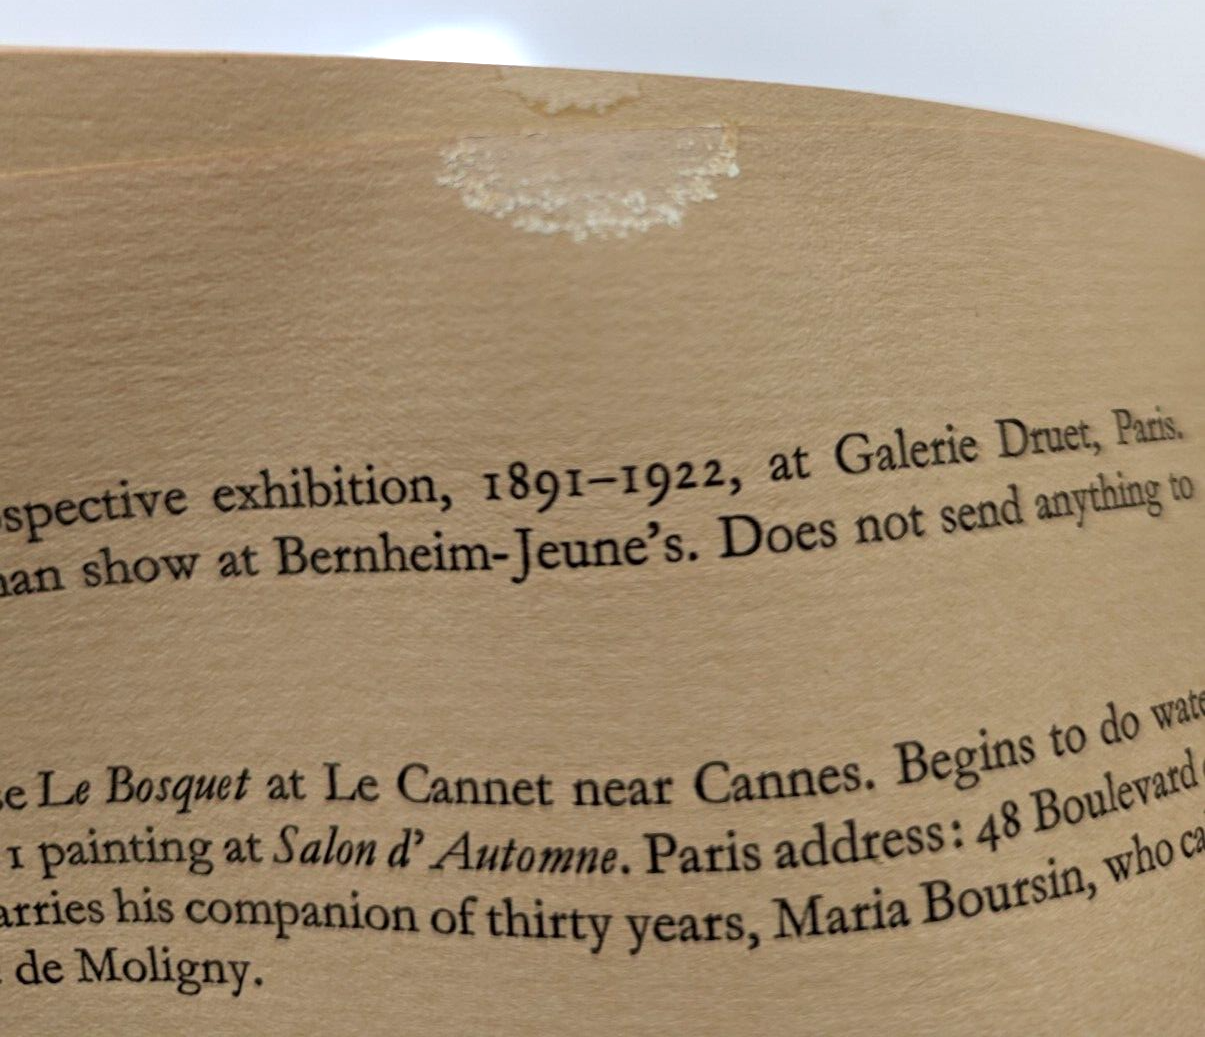 spective exhibition, 1891–1922, at Galerie Druet, Paris.
show at Bernheim-Jeune's. Does not send anything to
Le Bosquet at Le Cannet near Cannes. Begins to do
1 painting at Salon d' Automne. Paris address: 48 Boulevard
arries his companion of thirty years, Maria Boursin, who
de Moligny.